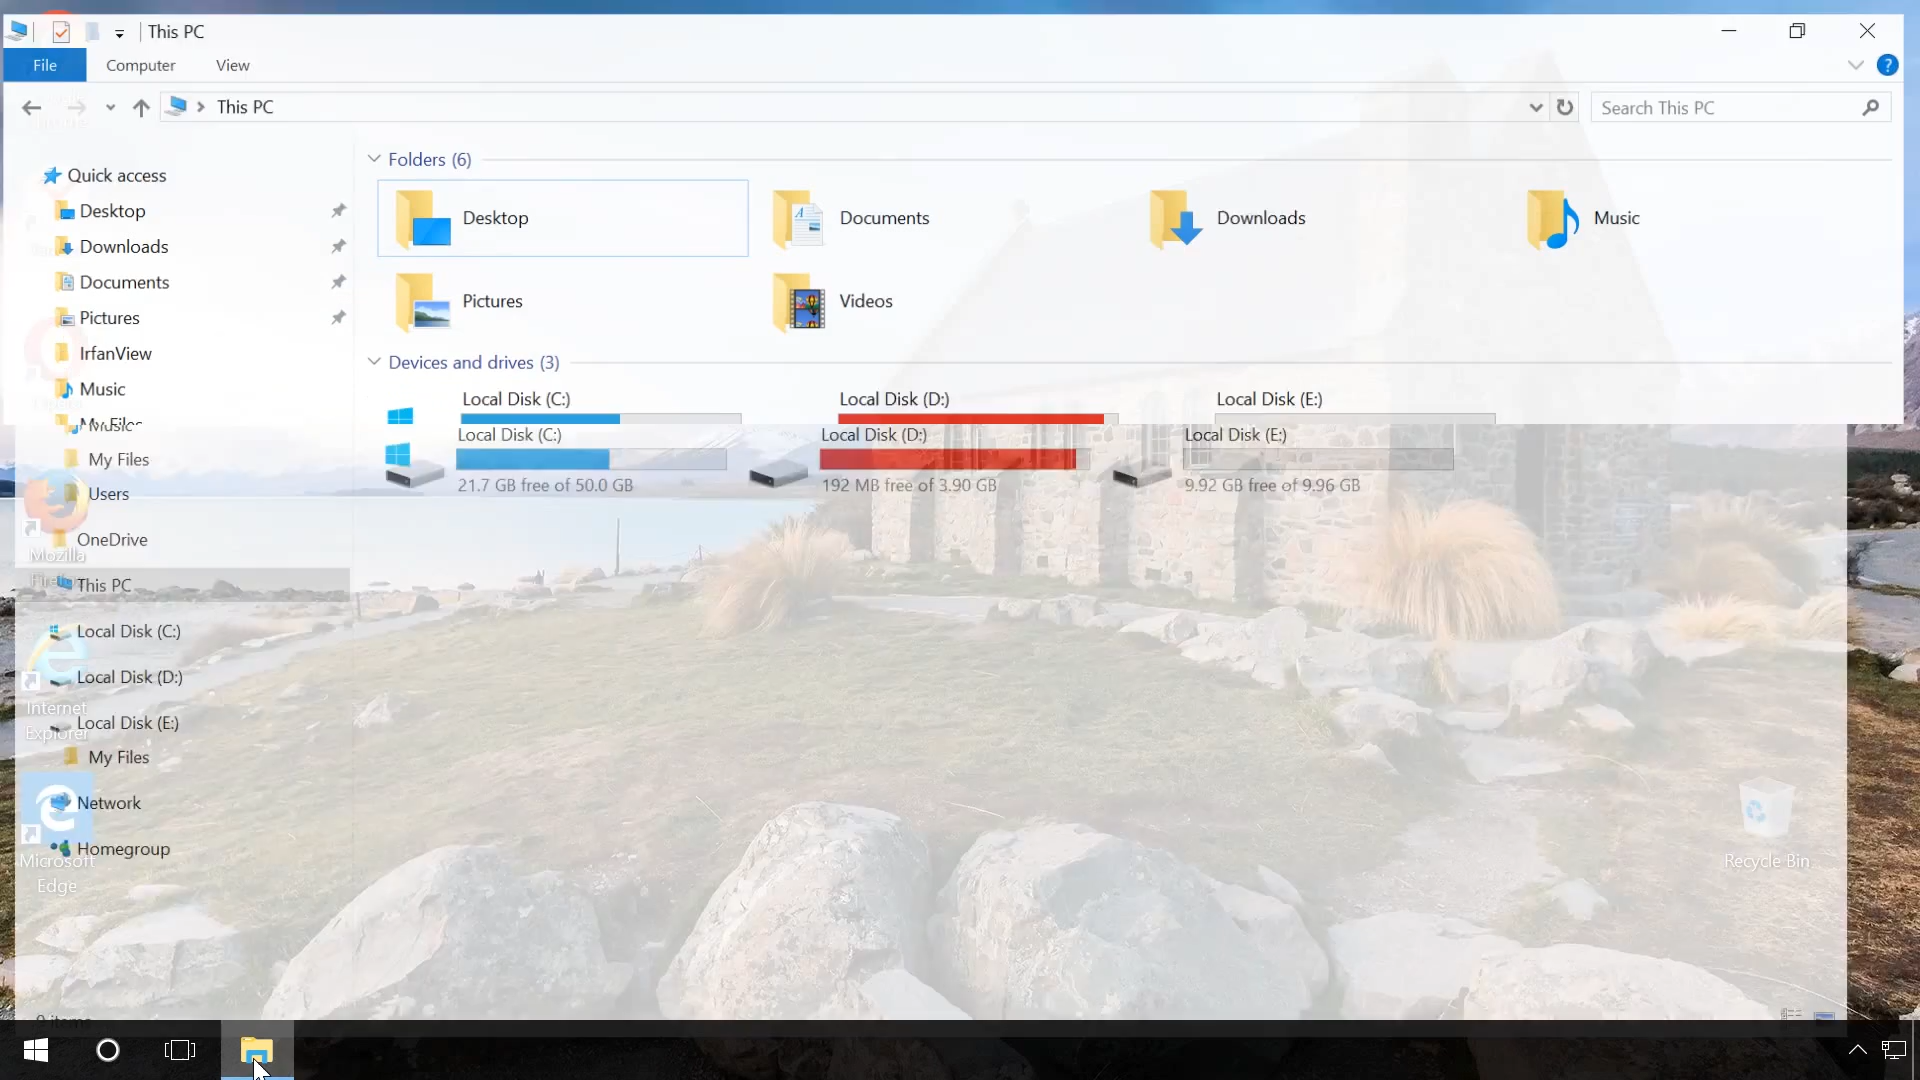 This PC
File
Computer
View
This PC
Search This PC
Quick access
Desktop
Downloads
Documents
Pictures
IrfanView
Music
My Files
Music
My Files
Users
OneDrive
This PC
Local Disk (C:)
Local Disk (D:)
Local Disk (E:)
My Files
Network
Homegroup
Folders (6)
Desktop
Documents
Downloads
Music
Pictures
Videos
Devices and drives (3)
Local Disk (C:)
Local Disk (D:)
Local Disk (E:)
Local Disk (C:)
Local Disk (D:)
Local Disk (E:)
21.7 GB free of 50.0 GB
192 MB free of 3.90 GB
9.92 GB free of 9.96 GB
Mozilla
Internet
Explorer
Microsoft
Edge
Recycle Bin
9 items